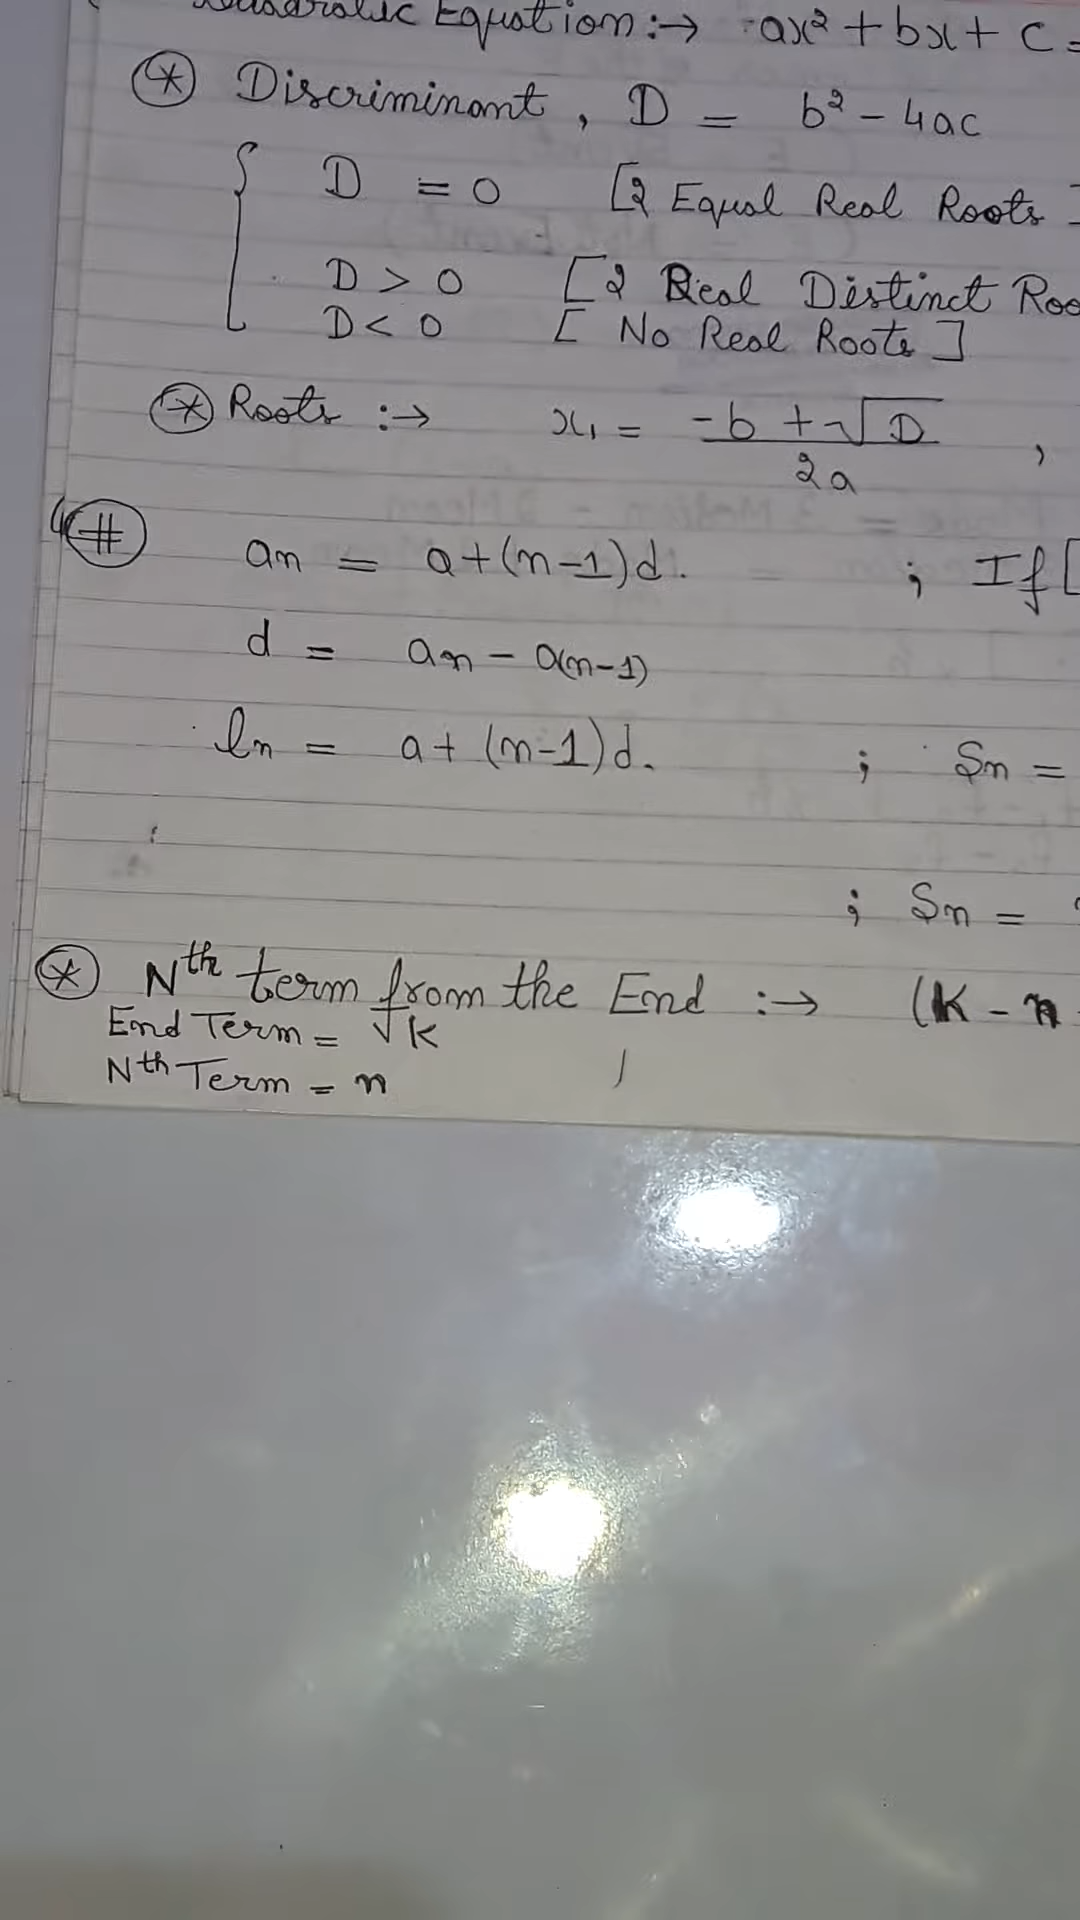 Quadratic Equation :→ ax² + bx + c =
⊛ Discriminant, D = b² - 4ac
D = 0 [2 Equal Real Roots]
D > 0 [2 Real Distinct Roo
D < 0 [ No Real Roots ]
⊛ Roots :→ x₁ = -b + √D / 2a ,
# an = a + (n-1)d. ; If [
d = an - a(n-1)
ln = a + (n-1)d. ; Sn =
; Sn =
⊛ Nth term from the End :→ (K - n
End Term = K
Nth Term = n